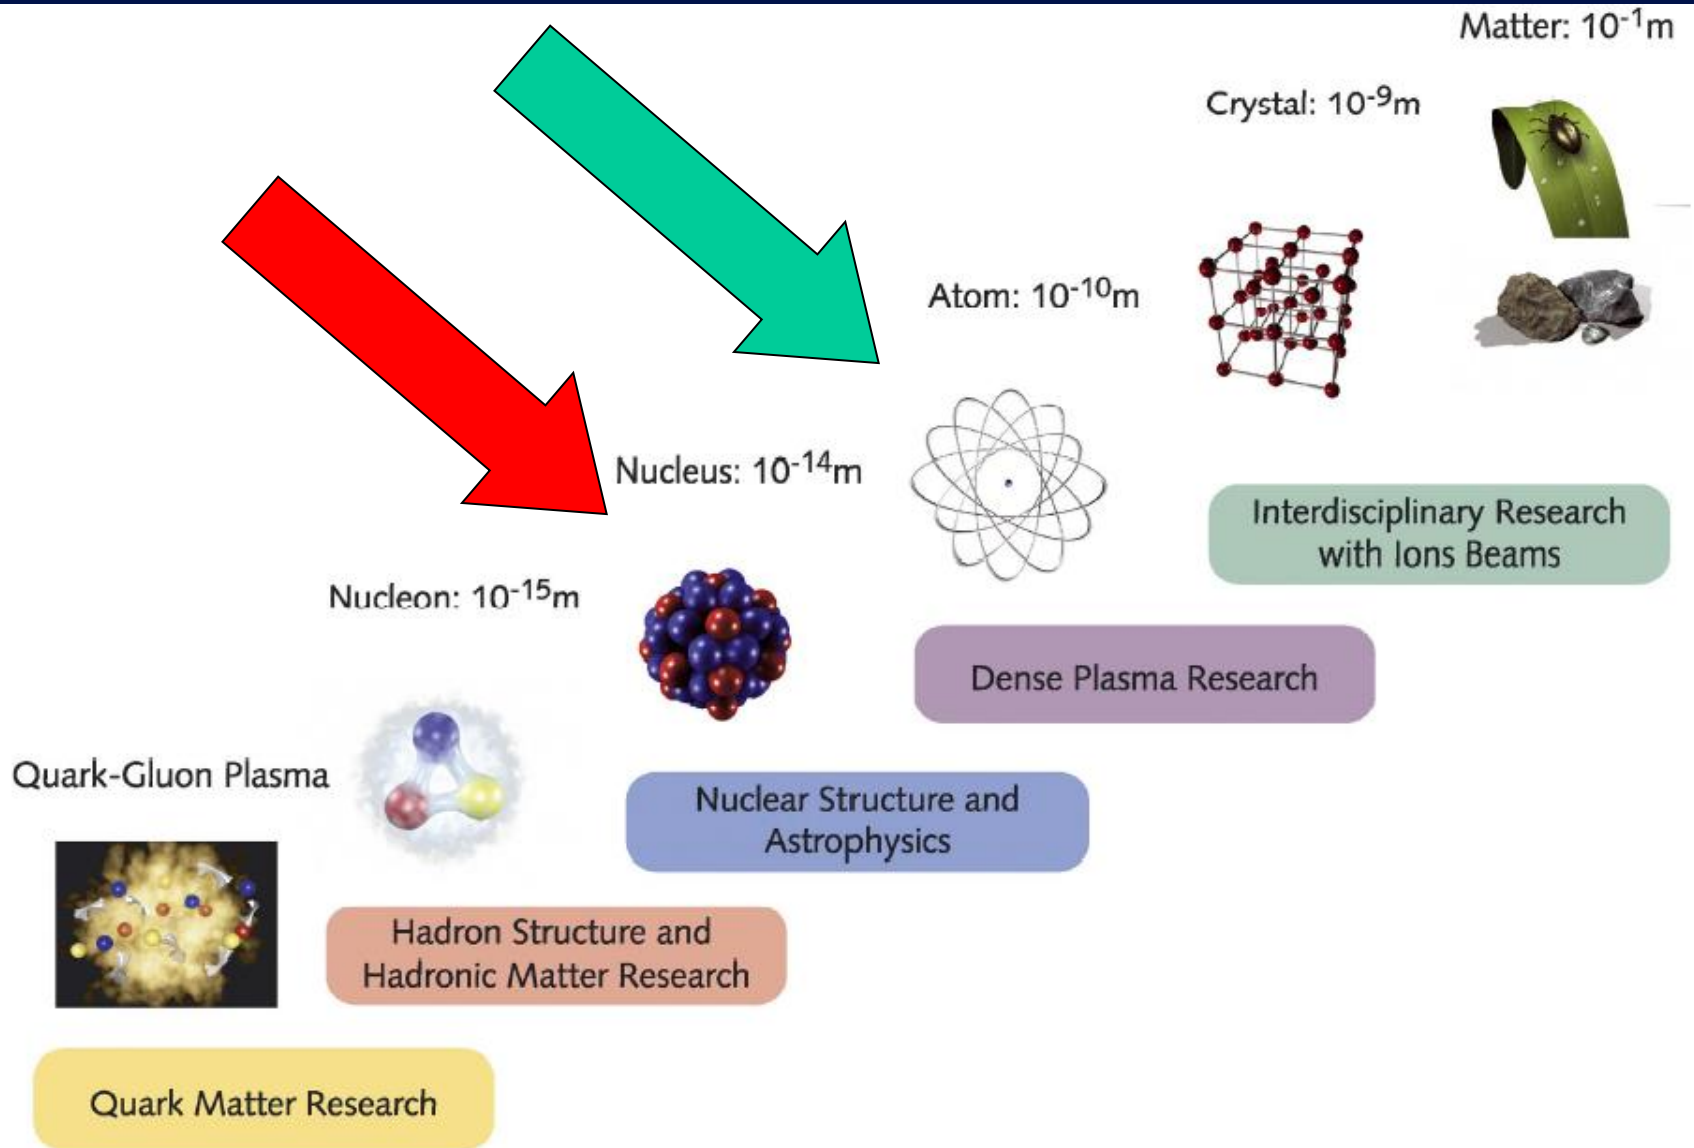 Matter: 10⁻¹m
Crystal: 10⁻⁹m
Atom: 10⁻¹⁰m
Nucleus: 10⁻¹⁴m
Interdisciplinary Research
with Ions Beams
Nucleon: 10⁻¹⁵m
Dense Plasma Research
Quark-Gluon Plasma
Nuclear Structure and
Astrophysics
Hadron Structure and
Hadronic Matter Research
Quark Matter Research